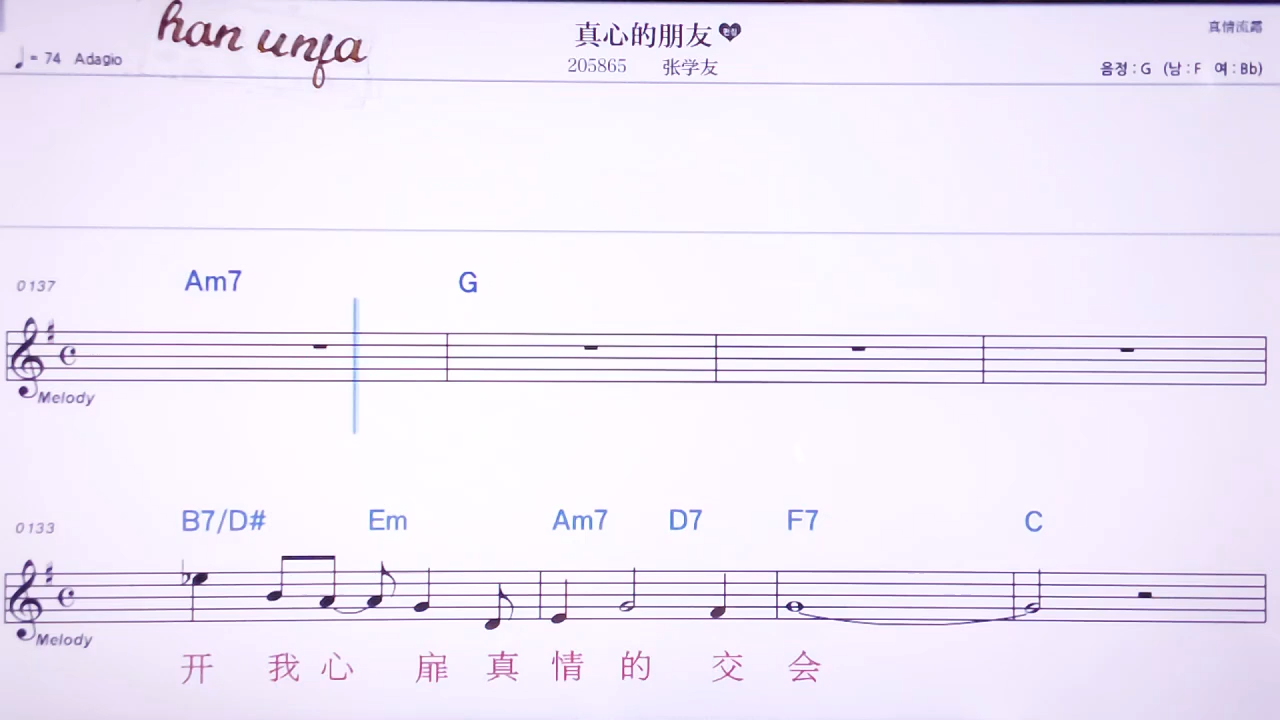 han unfa
真心的朋友
真情流露
♩= 74 Adagio
205865 张学友
음정 : G (남 : F 여 : Bb)
0137 Am7 G
Melody
0133 B7/D# Em Am7 D7 F7 C
Melody
开 我 心 扉 真 情 的 交 会